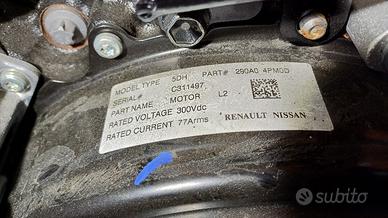 MODEL TYPE 5DH PART# 290A0 4PM0D
SERIAL# C311497
PART NAME MOTOR L2
RATED VOLTAGE 300Vdc
RATED CURRENT 77Arms
RENAULT NISSAN
subito